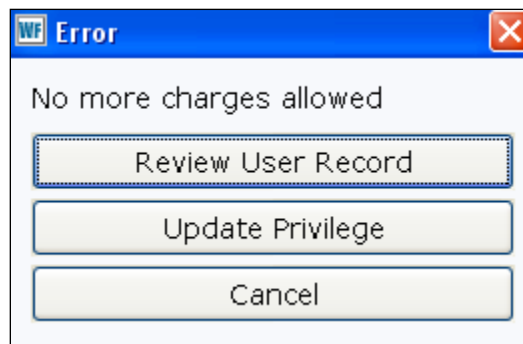 WF Error
No more charges allowed
Review User Record
Update Privilege
Cancel